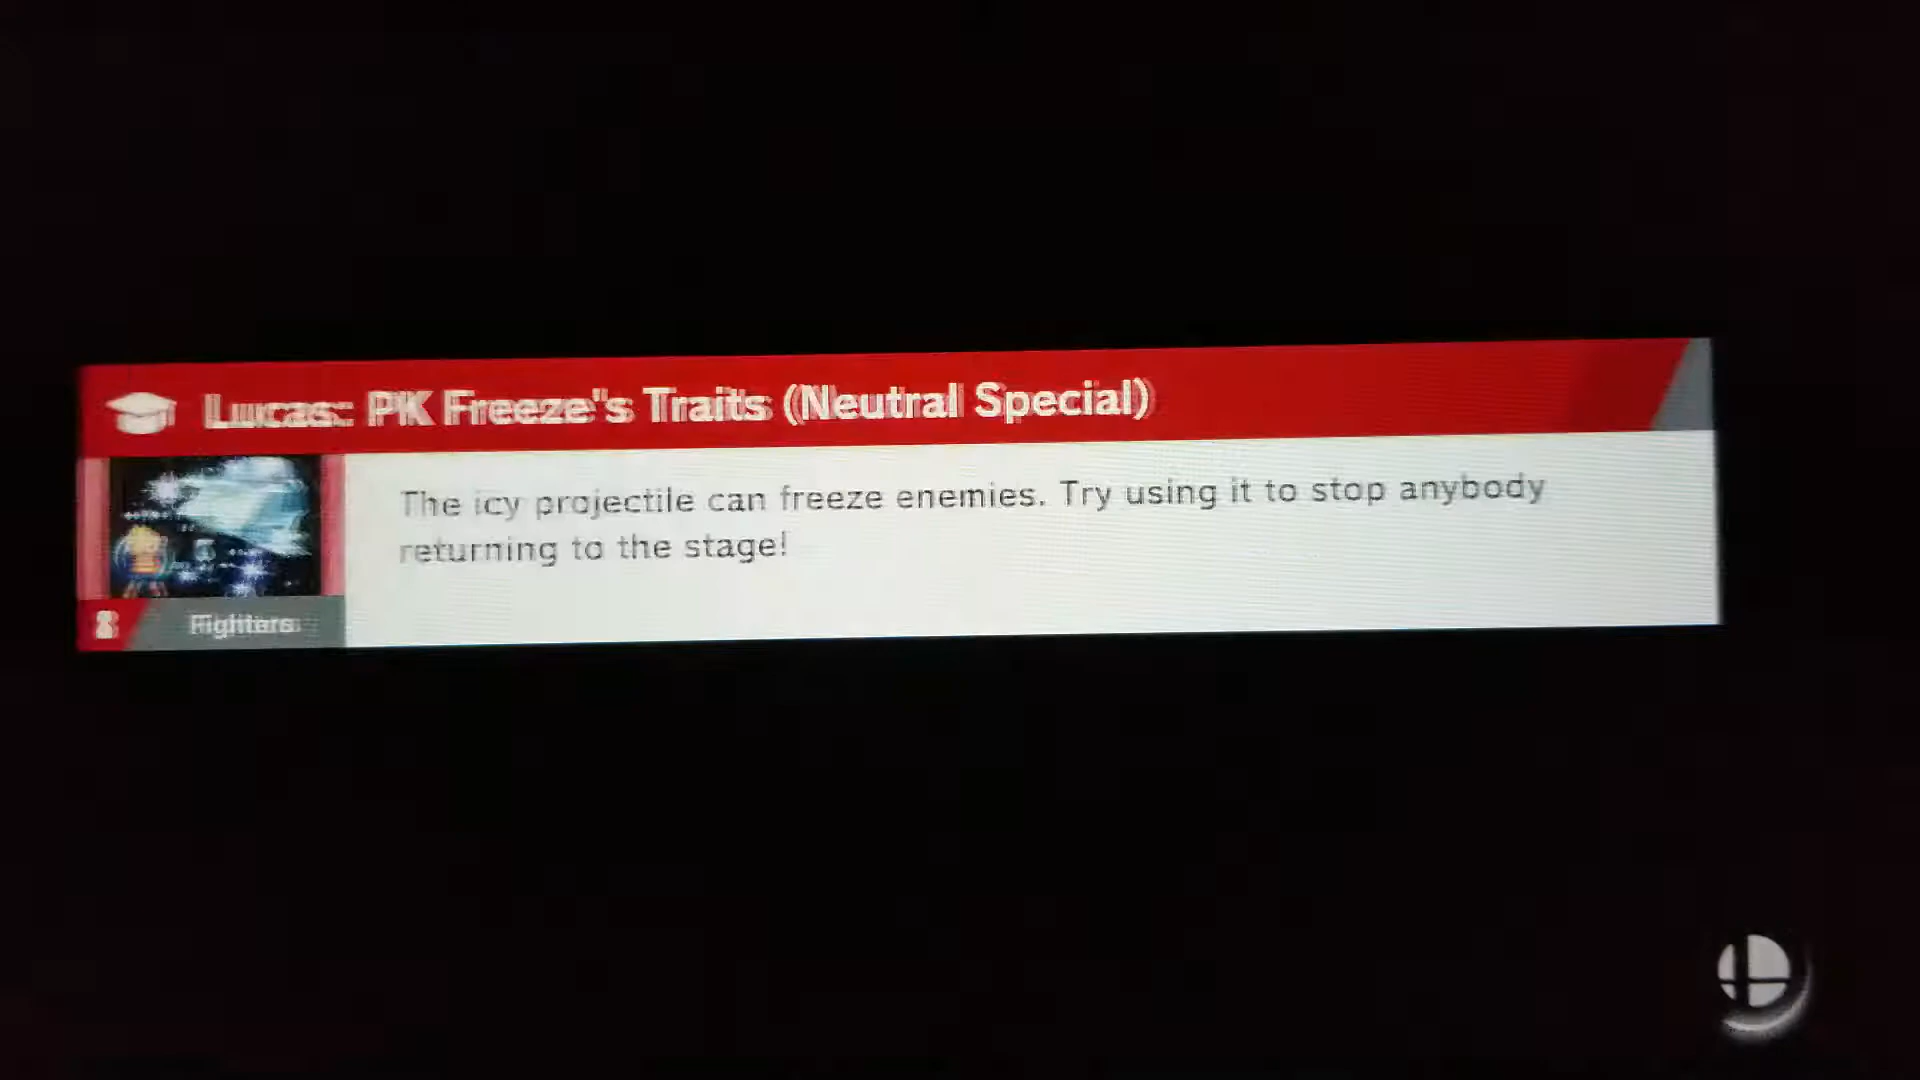 Lucas: PK Freeze's Traits (Neutral Special)
The icy projectile can freeze enemies. Try using it to stop anybody
returning to the stage!
Fighters